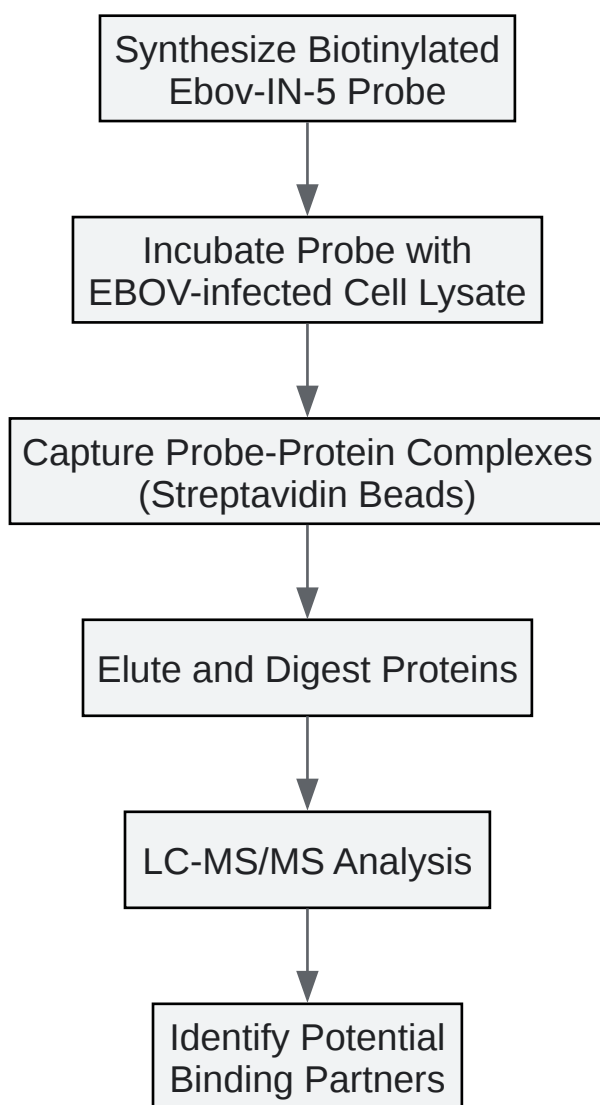 Synthesize Biotinylated
Ebov-IN-5 Probe
Incubate Probe with
EBOV-infected Cell Lysate
Capture Probe-Protein Complexes
(Streptavidin Beads)
Elute and Digest Proteins
LC-MS/MS Analysis
Identify Potential
Binding Partners